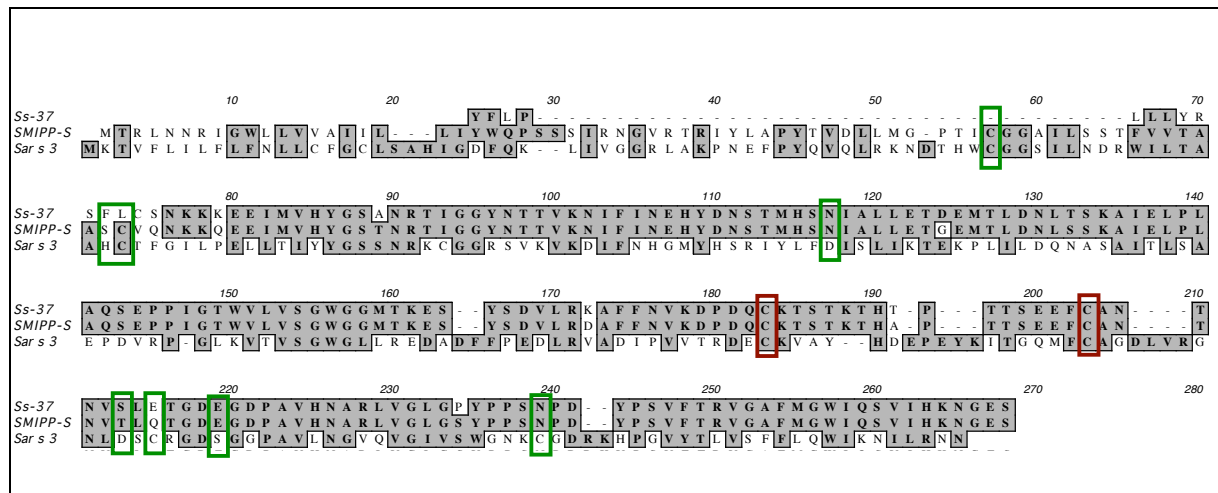 10 20 30 40 50 60 70
Ss-37 Y F L P - - - - - - - - - - - - - - - - - - - - - - - - - - - - - - - - - - - - - L L L Y R
SMIPP-S M T R L N N R I G W L L V V A I I L - - - L I Y W Q P S S S I R N G V R T R I Y L A P Y T V D L L M G - P T I C G G A I L S S T F V V T A
Sar s 3 M K T V F L I L F L F N L L C F G C L S A H I G D F Q K - - L I V G G R L A K P N E F P Y Q V Q L R K N D T H W C G G S I L N D R W I L T A
80 90 100 110 120 130 140
Ss-37 S F L C S N K K K E E I M V H Y G S A N R T I G G Y N T T V K N I F I N E H Y D N S T M H S N I A L L E T D E M T L D N L T S K A I E L P L
SMIPP-S A S C V Q N K K Q E E I M V H Y G S T N R T I G G Y N T T V K N I F I N E H Y D N S T M H S N I A L L E T G E M T L D N L S S K A I E L P L
Sar s 3 A H C T F G I L P E L L T I Y Y G S S N R K C G G R S V K V K D I F N H G M Y H S R I Y L F D I S L I K T E K P L I L D Q N A S A I T L S A
150 160 170 180 190 200 210
Ss-37 A Q S E P P I G T W V L V S G W G G M T K E S - - Y S D V L R K A F F N V K D P D Q C K T S T K T H T - P - - - T T S E E F C A N - - - - T
SMIPP-S A Q S E P P I G T W V L V S G W G G M T K E S - - Y S D V L R D A F F N V K D P D Q C K T S T K T H A - P - - - T T S E E F C A N - - - - T
Sar s 3 E P D V R P - G L K V T V S G W G L L R E D A D F F P E D L R V A D I P V V T R D E C K V A Y - - H D E P E Y K I T G Q M F C A G D L V R G
220 230 240 250 260 270 280
Ss-37 N V S L E T G D E G D P A V H N A R L V G L G P Y P P S N P D - - Y P S V F T R V G A F M G W I Q S V I H K N G E S
SMIPP-S N V T L Q T G D E G D P A V H N A R L V G L G S Y P P S N P D - - Y P S V F T R V G A F M G W I Q S V I H K N G E S
Sar s 3 N L D S C R G D S G G P A V L N G V Q V G I V S W G N K C G D R K H P G V Y T L V S F F L Q W I K N I L R N N